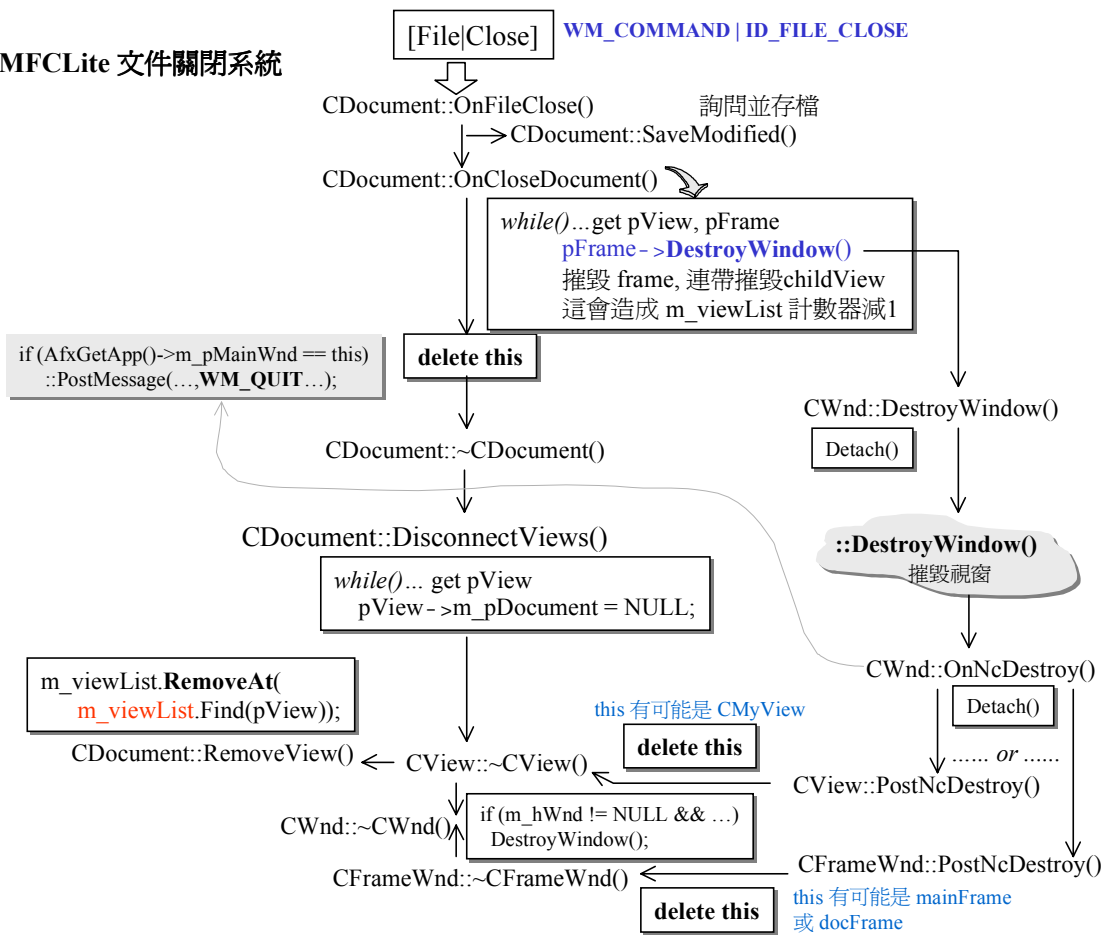 [File|Close]
WM_COMMAND | ID_FILE_CLOSE
MFCLite 文件關閉系統
CDocument::OnFileClose()
詢問並存檔
CDocument::SaveModified()
CDocument::OnCloseDocument()
while()…get pView, pFrame
pFrame->DestroyWindow()
摧毀 frame, 連帶摧毀childView
這會造成 m_viewList 計數器減1
if (AfxGetApp()->m_pMainWnd == this)
::PostMessage(…,WM_QUIT…);
delete this
CWnd::DestroyWindow()
Detach()
CDocument::~CDocument()
CDocument::DisconnectViews()
::DestroyWindow()
摧毀視窗
while()… get pView
pView->m_pDocument = NULL;
CWnd::OnNcDestroy()
Detach()
m_viewList.RemoveAt(
m_viewList.Find(pView));
this 有可能是 CMyView
delete this
…… or ……
CDocument::RemoveView()
CView::~CView()
CView::PostNcDestroy()
CWnd::~CWnd()
if (m_hWnd != NULL && …)
DestroyWindow();
CFrameWnd::PostNcDestroy()
CFrameWnd::~CFrameWnd()
delete this
this 有可能是 mainFrame
或 docFrame